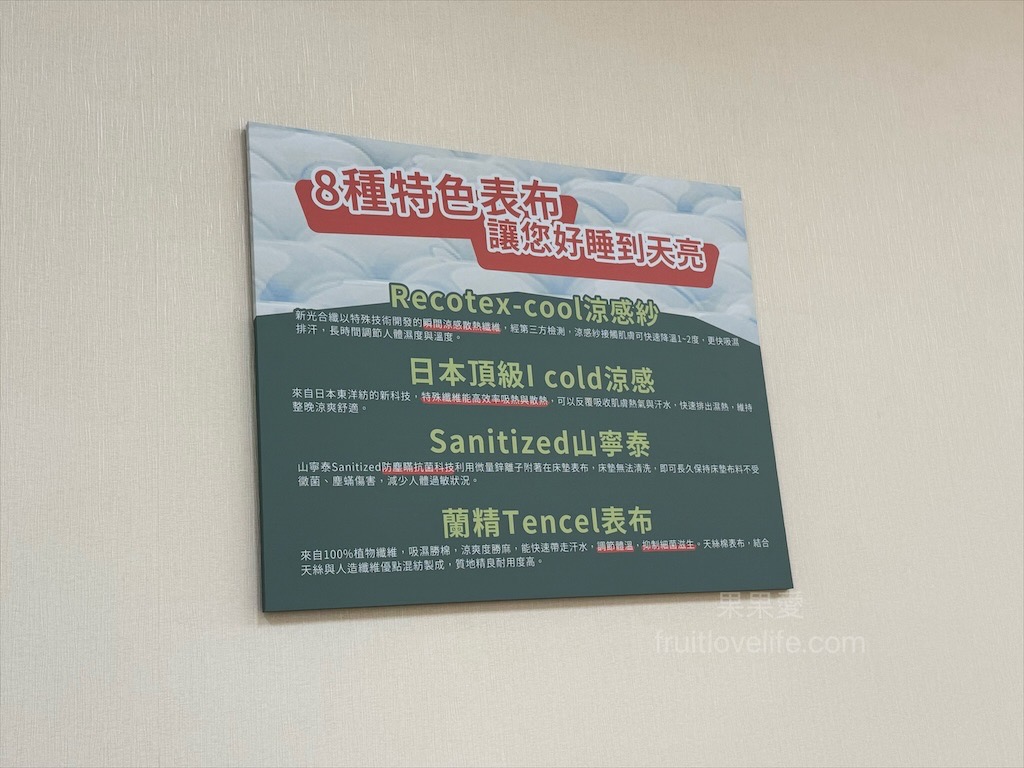 8種特色表布
讓您好睡到天亮
Recotex-cool涼感紗
新光合纖以特殊技術開發的瞬間涼感散熱纖維，經第三方檢測，涼感紗接觸肌膚可快速降溫1~2度，更快吸濕
排汗，長時間調節人體濕度與溫度。
日本頂級I cold涼感
來自日本東洋紡的新科技，特殊纖維能高效率吸熱與散熱，可以反覆吸收肌膚熱氣與汗水，快速排出濕熱，維持
整晚涼爽舒適。
Sanitized山寧泰
山寧泰Sanitized防塵瞞抗菌科技利用微量鋅離子附著在床墊表布，床墊無法清洗，即可長久保持床墊布料不受
黴菌、塵蟎傷害，減少人體過敏狀況。
蘭精Tencel表布
來自100%植物纖維，吸濕勝棉，涼爽度勝麻，能快速帶走汗水，調節體溫，抑制細菌滋生。天絲棉表布，結合
天絲與人造纖維優點混紡製成，質地精良耐用度高。
果果愛
fruitlovelife.com